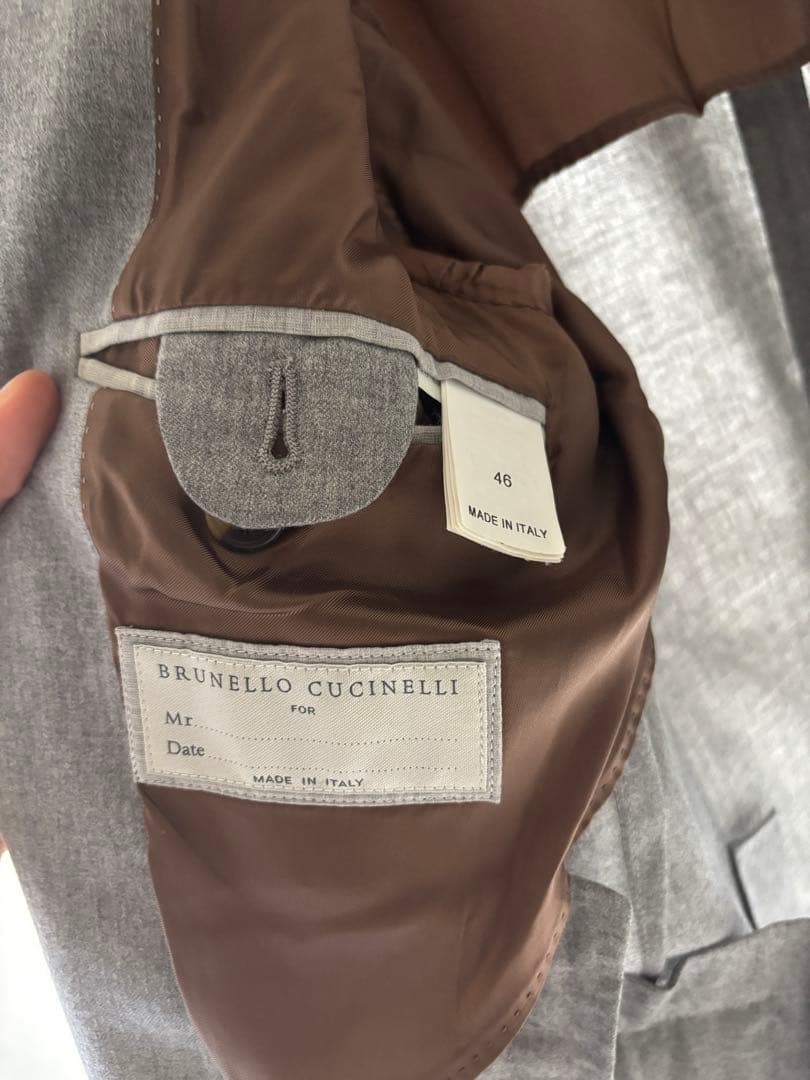 46
MADE IN ITALY
BRUNELLO CUCINELLI
FOR
Mr
Date
MADE IN ITALY